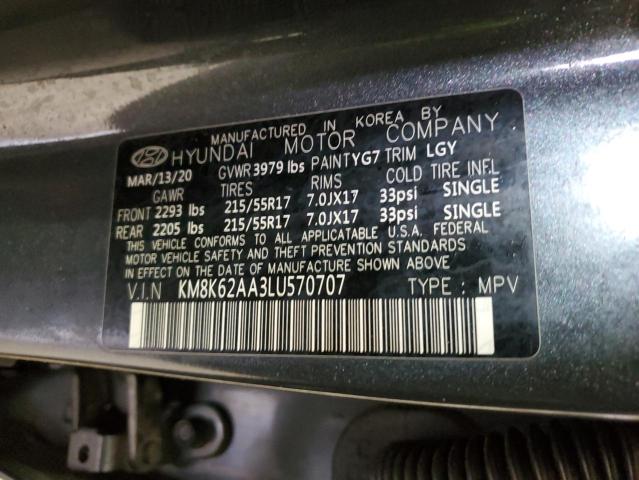 MANUFACTURED IN KOREA BY
HYUNDAI MOTOR COMPANY
MAR/13/20 GVWR 3979 lbs PAINT YG7 TRIM LGY
GAWR TIRES RIMS COLD TIRE INFL
FRONT 2293 lbs 215/55R17 7.0JX17 33psi SINGLE
REAR 2205 lbs 215/55R17 7.0JX17 33psi SINGLE
THIS VEHICLE CONFORMS TO ALL APPLICATABLE U.S.A. FEDERAL
MOTOR VEHICLE SAFETY AND THEFT PREVENTION STANDARDS
IN EFFECT ON THE DATE OF MANUFACTURE SHOWN ABOVE.
V.I.N KM8K62AA3LU570707 TYPE : MPV